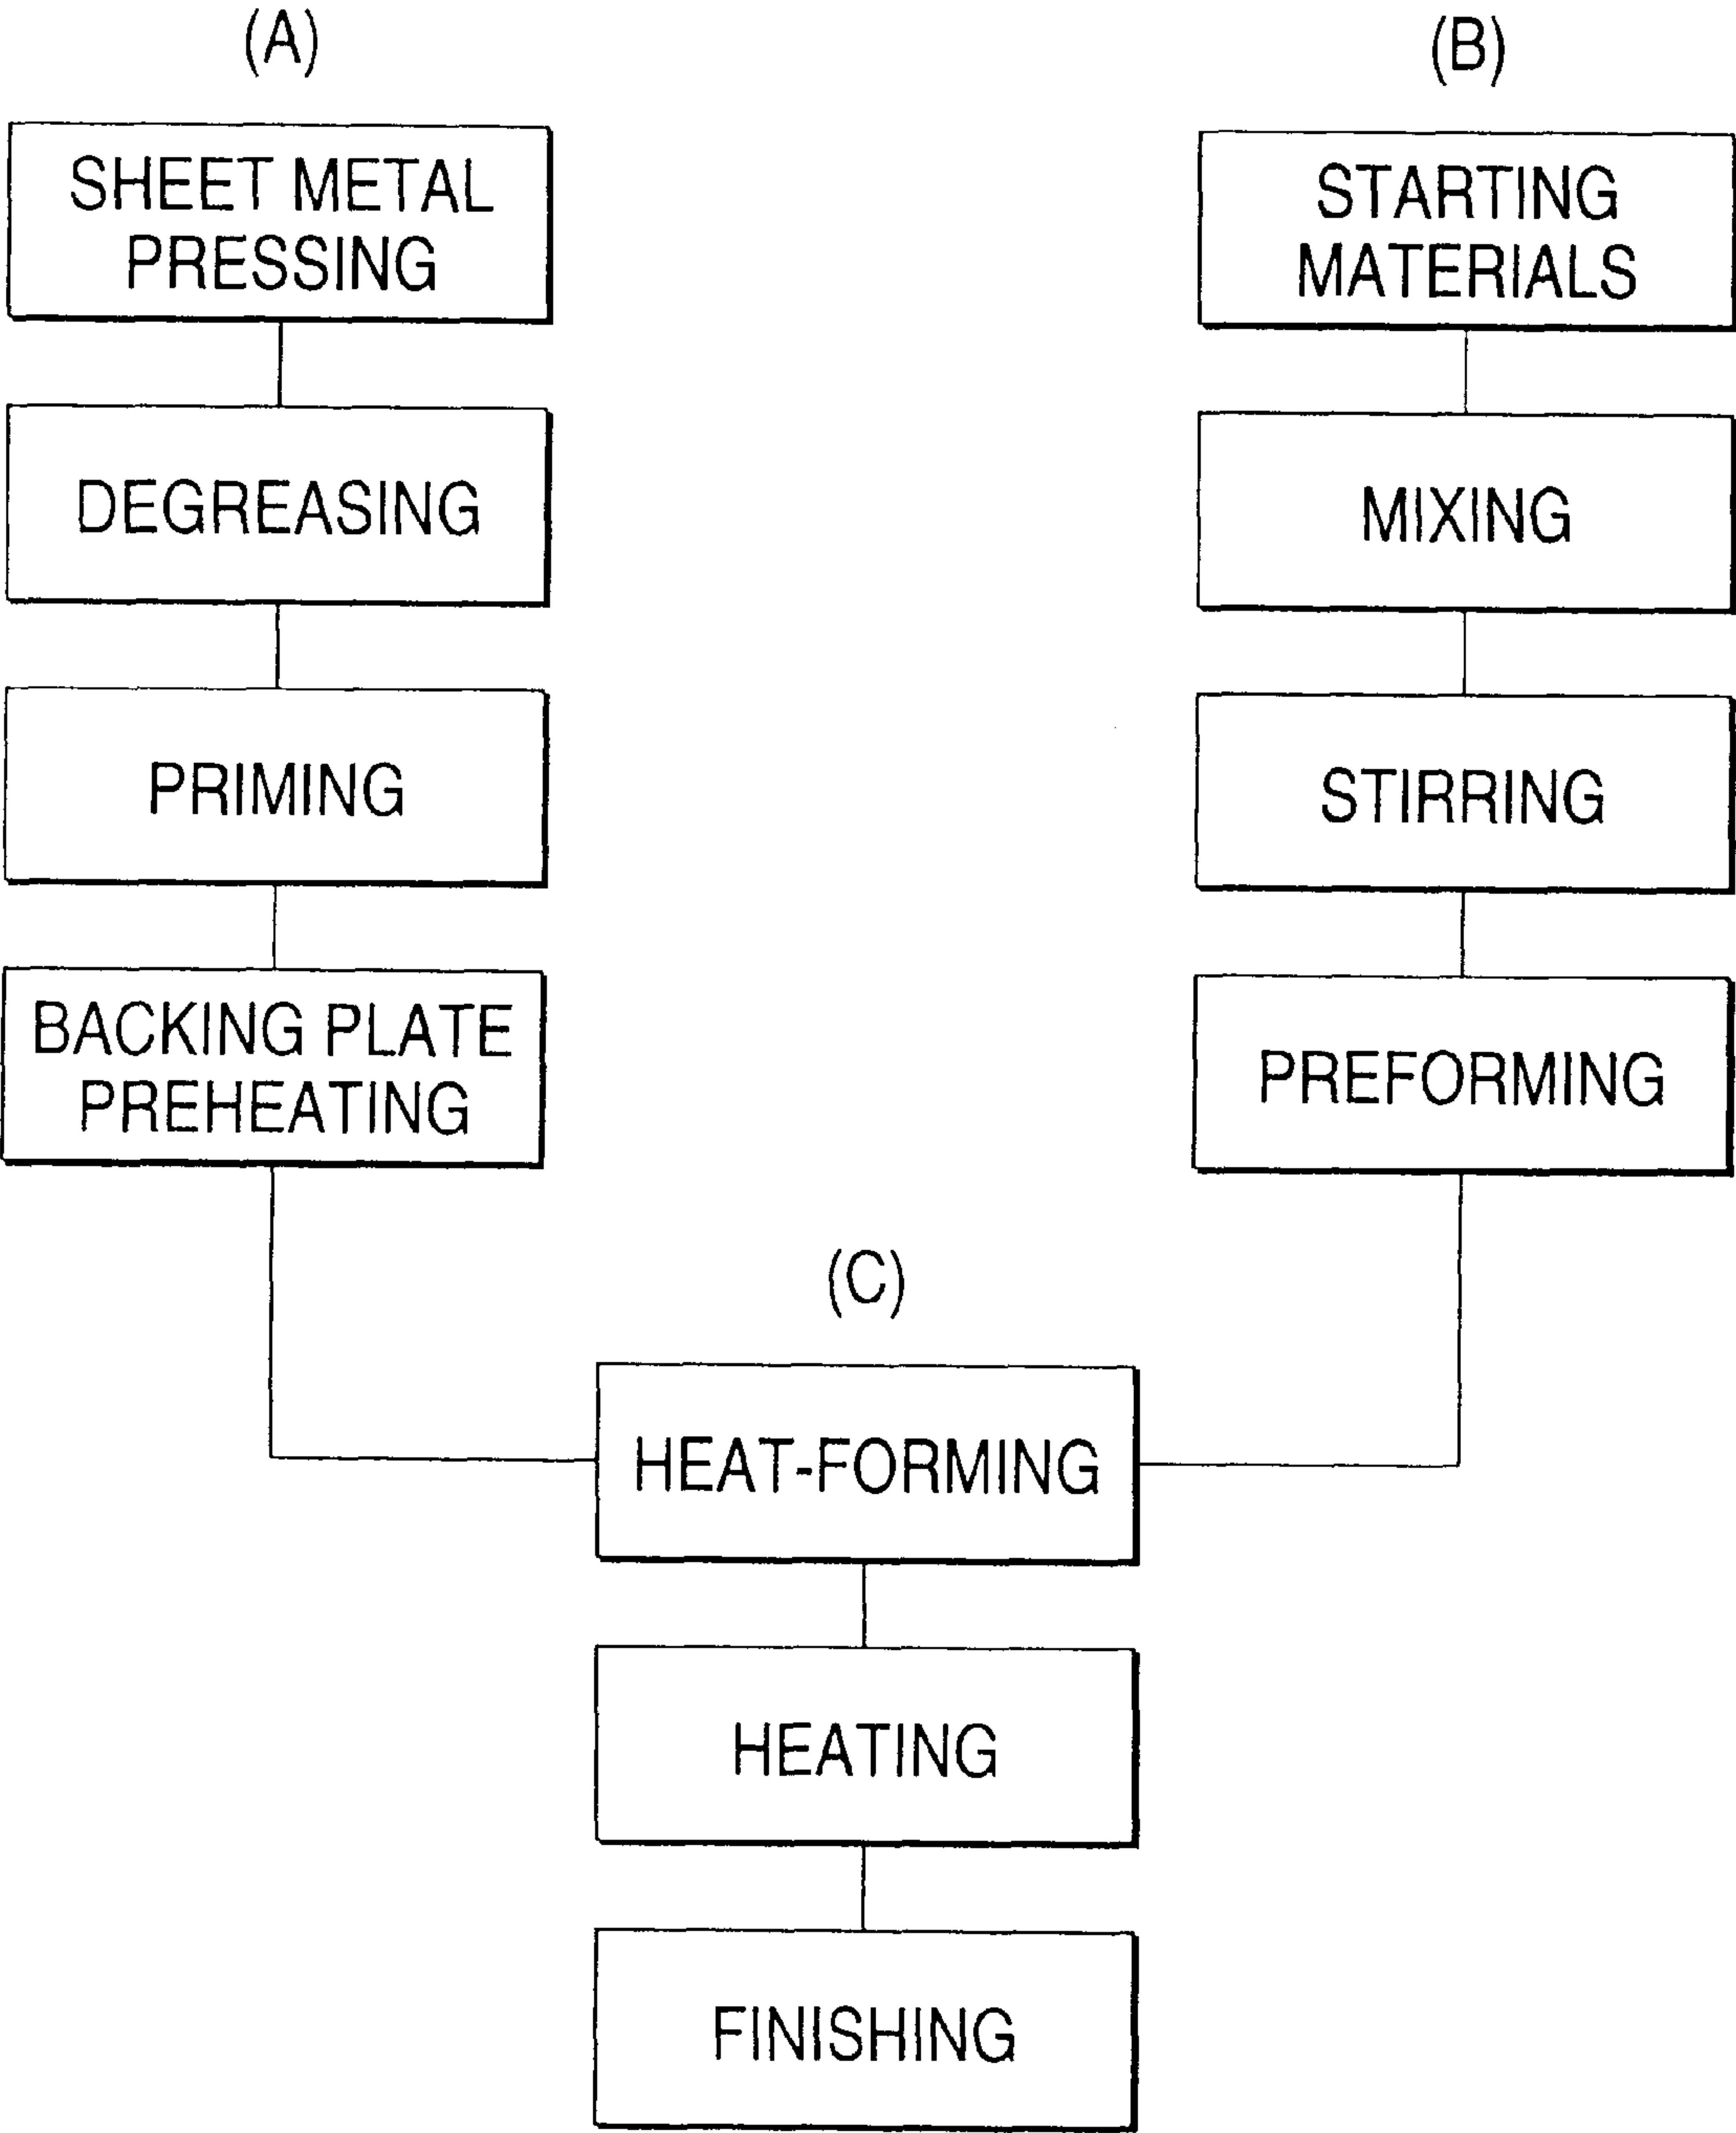 (A)
SHEET METAL
PRESSING
DEGREASING
PRIMING
BACKING PLATE
PREHEATING
(B)
STARTING
MATERIALS
MIXING
STIRRING
PREFORMING
(C)
HEAT-FORMING
HEATING
FINISHING